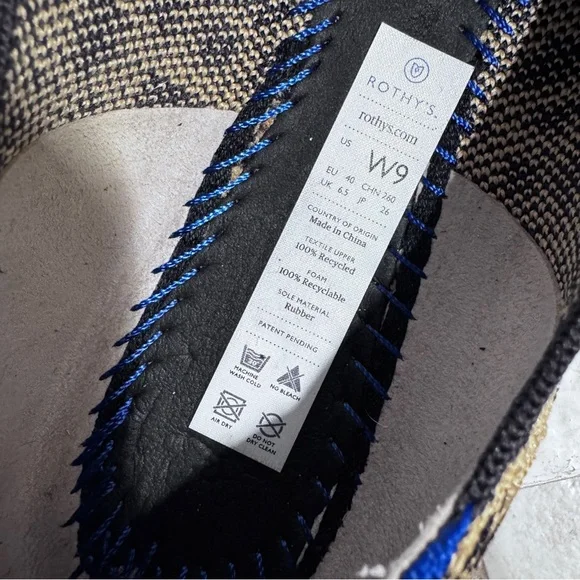 ROTHY'S
rothys.com
US W9
EU 40 CHN 260
UK 6.5 JP 26
COUNTRY OF ORIGIN
Made in China
TEXTILE UPPER
100% Recycled
FOAM
100% Recyclable
SOLE MATERIAL
Rubber
PATENT PENDING
MACHINE
WASH COLD
NO BLEACH
AIR DRY
DO NOT
DRY CLEAN